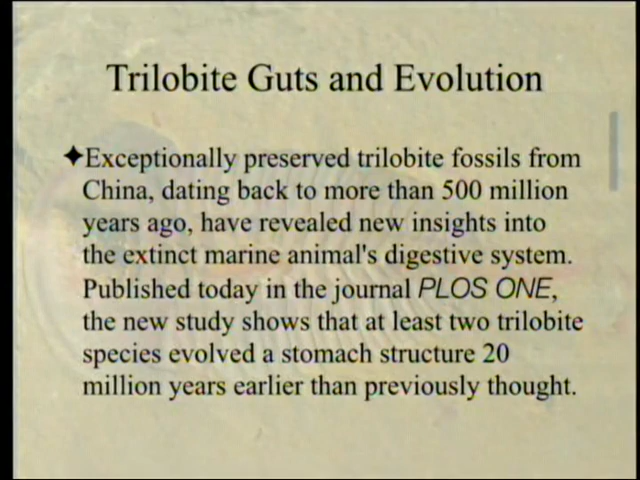 Trilobite Guts and Evolution
✦Exceptionally preserved trilobite fossils from
China, dating back to more than 500 million
years ago, have revealed new insights into
the extinct marine animal's digestive system.
Published today in the journal PLOS ONE,
the new study shows that at least two trilobite
species evolved a stomach structure 20
million years earlier than previously thought.